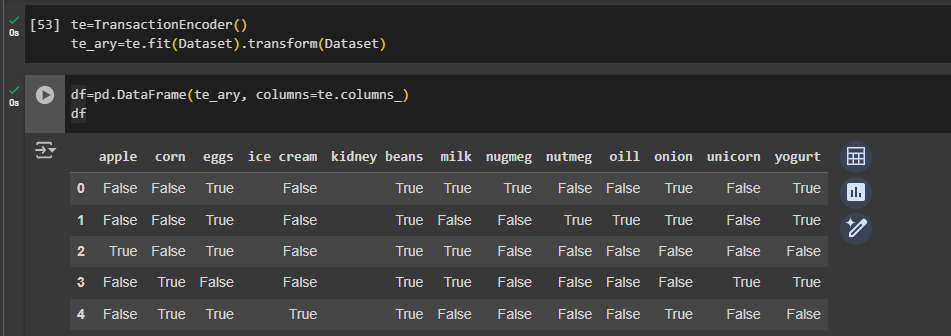 [53] te=TransactionEncoder()
0s
te_ary=te.fit(Dataset).transform(Dataset)
df=pd.DataFrame(te_ary, columns=te.columns_)
0s
df
apple corn eggs ice cream kidney beans milk nugmeg nutmeg oill onion unicorn yogurt
0 False False True False True True True False False True False True
1 False False True False True False False True True True False True
2 True False True False True True False False False False False False
3 False True False False True True False False False False True True
4 False True True True True False False False False True False False